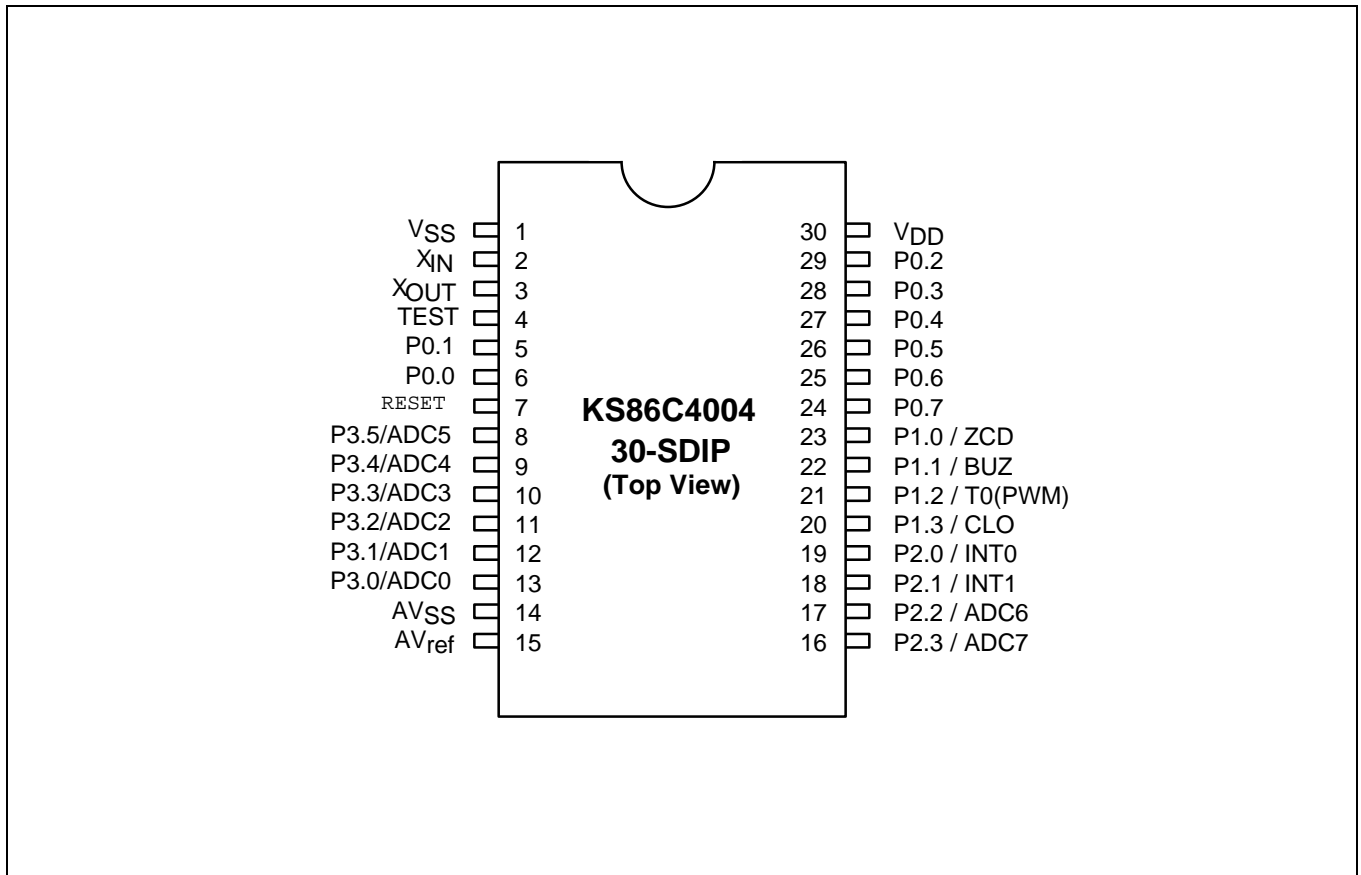 VSS 1 30 VDD
XIN 2 29 P0.2
XOUT 3 28 P0.3
TEST 4 27 P0.4
P0.1 5 26 P0.5
P0.0 6 25 P0.6
RESET 7 24 P0.7
P3.5/ADC5 8 23 P1.0 / ZCD
P3.4/ADC4 9 22 P1.1 / BUZ
P3.3/ADC3 10 21 P1.2 / T0(PWM)
P3.2/ADC2 11 20 P1.3 / CLO
P3.1/ADC1 12 19 P2.0 / INT0
P3.0/ADC0 13 18 P2.1 / INT1
AVSS 14 17 P2.2 / ADC6
AVref 15 16 P2.3 / ADC7
KS86C4004
30-SDIP
(Top View)